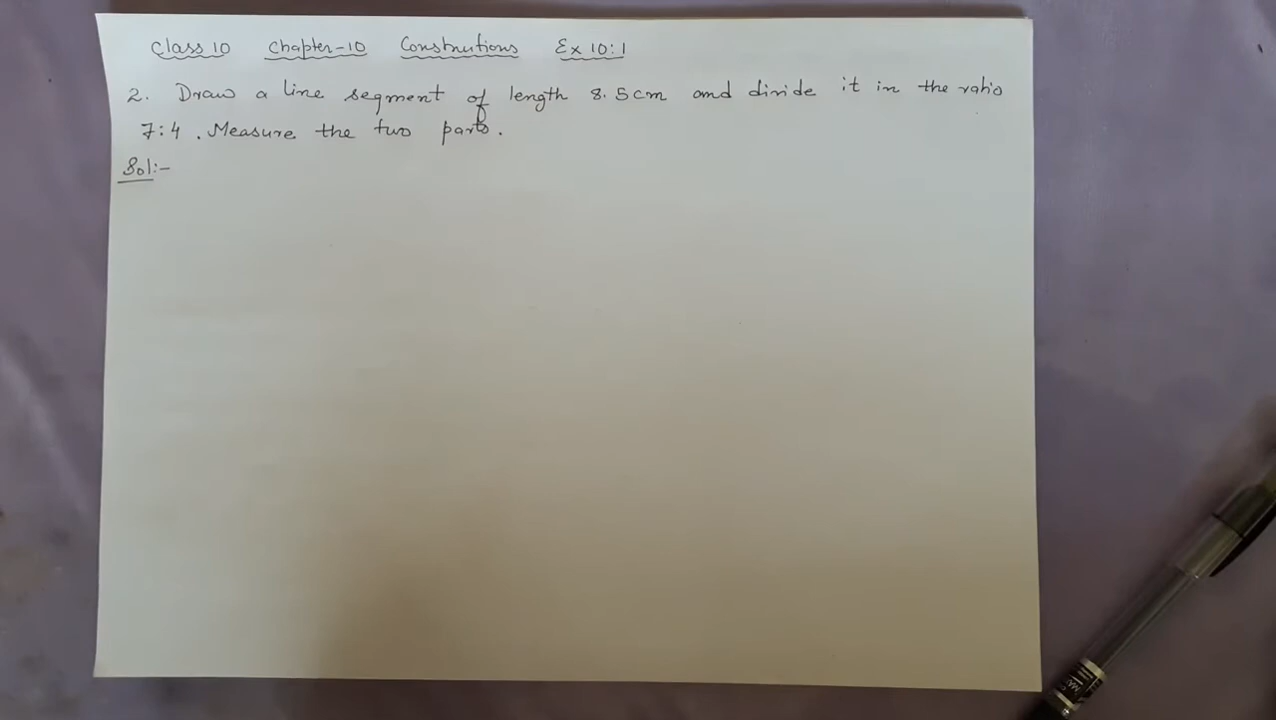 Class 10 Chapter-10 Construtions Ex 10:1
2. Draw a line segment of length 8.5cm and divide it in the ratio
7:4. Measure the two parts.
Sol:-